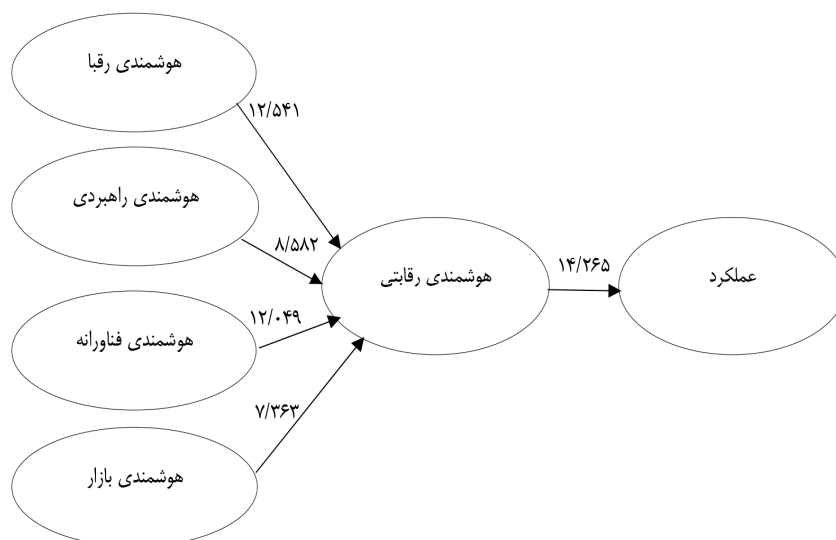 هوشمندی رقبا
۱۲/۵۴۱
هوشمندی راهبردی
۸/۵۸۲
هوشمندی رقابتی
۱۴/۲۶۵
عملکرد
هوشمندی فناورانه
۱۲/۰۴۹
۷/۳۶۳
هوشمندی بازار